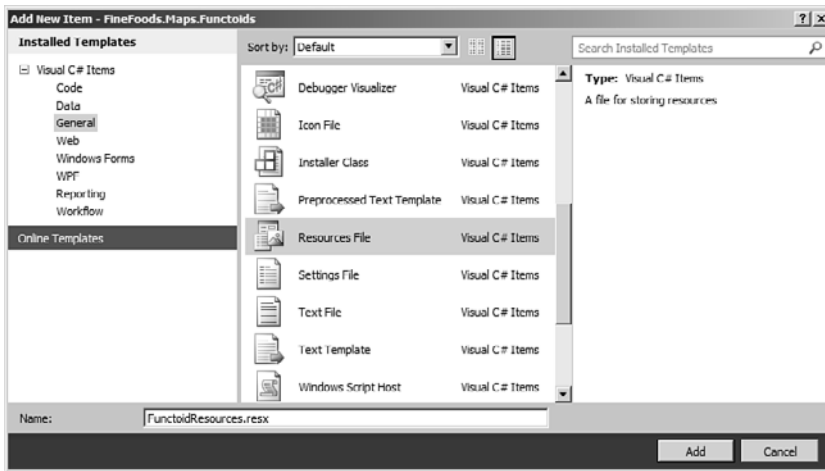 Add New Item - FineFoods.Maps.Functoids
Installed Templates
Sort by: Default
Search Installed Templates
Visual C# Items
Code
Data
General
Web
Windows Forms
WPF
Reporting
Workflow
Online Templates
Debugger Visualizer Visual C# Items
Icon File Visual C# Items
Installer Class Visual C# Items
Preprocessed Text Template Visual C# Items
Resources File Visual C# Items
Settings File Visual C# Items
Text File Visual C# Items
Text Template Visual C# Items
Windows Script Host Visual C# Items
Type: Visual C# Items
A file for storing resources
Name: FunctoidResources.resx
Add Cancel